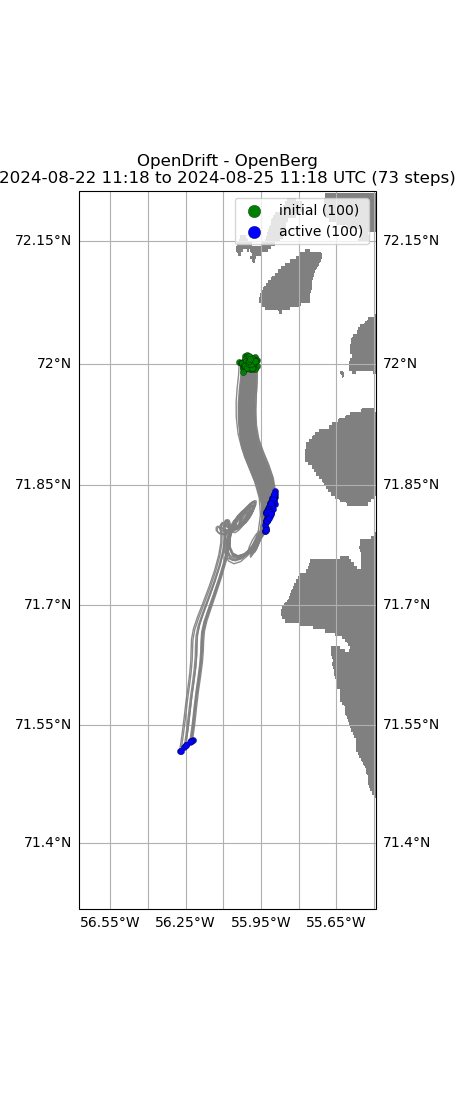 OpenDrift - OpenBerg
2024-08-22 11:18 to 2024-08-25 11:18 UTC (73 steps)
initial (100)
active (100)
72.15°N 72.15°N
72°N 72°N
71.85°N 71.85°N
71.7°N 71.7°N
71.55°N 71.55°N
71.4°N 71.4°N
56.55°W 56.25°W 55.95°W 55.65°W